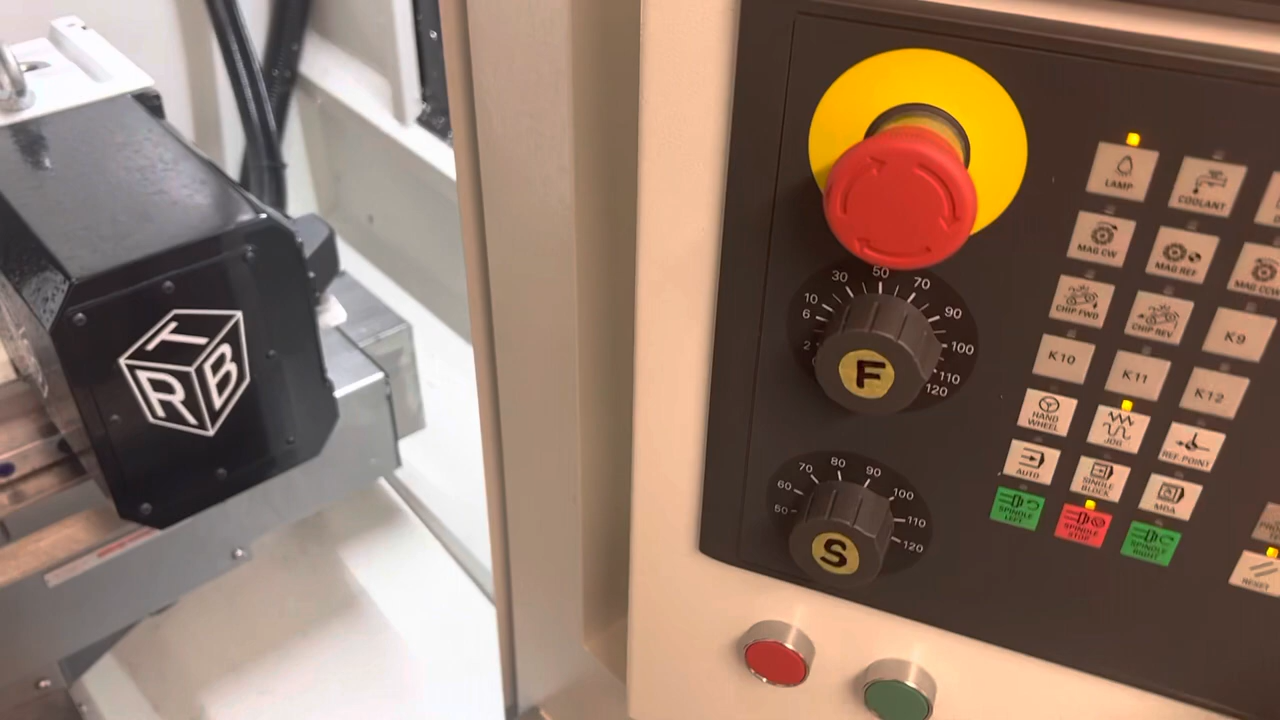 T
R B
30 50 70
10 90
6
2 100
110
F 120
80
70 90
60 100
50 110
S 120
LAMP
COOLANT
MAG CW
MAG REF
MAG CCW
CHIP FWD
CHIP REV
K9
K10
K11
K12
HAND
WHEEL
JOG
REF. POINT
AUTO
SINGLE
BLOCK
MDA
SPINDLE
LEFT
SPINDLE
STOP
SPINDLE
RIGHT
RESET